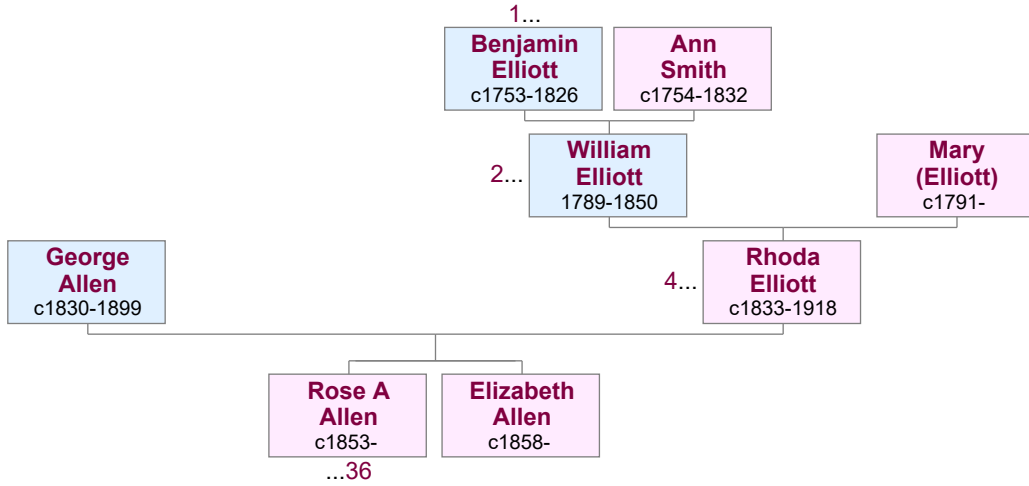 1...
Benjamin
Elliott
c1753-1826
Ann
Smith
c1754-1832
2...
William
Elliott
1789-1850
Mary
(Elliott)
c1791-
George
Allen
c1830-1899
4...
Rhoda
Elliott
c1833-1918
Rose A
Allen
c1853-
Elizabeth
Allen
c1858-
...36